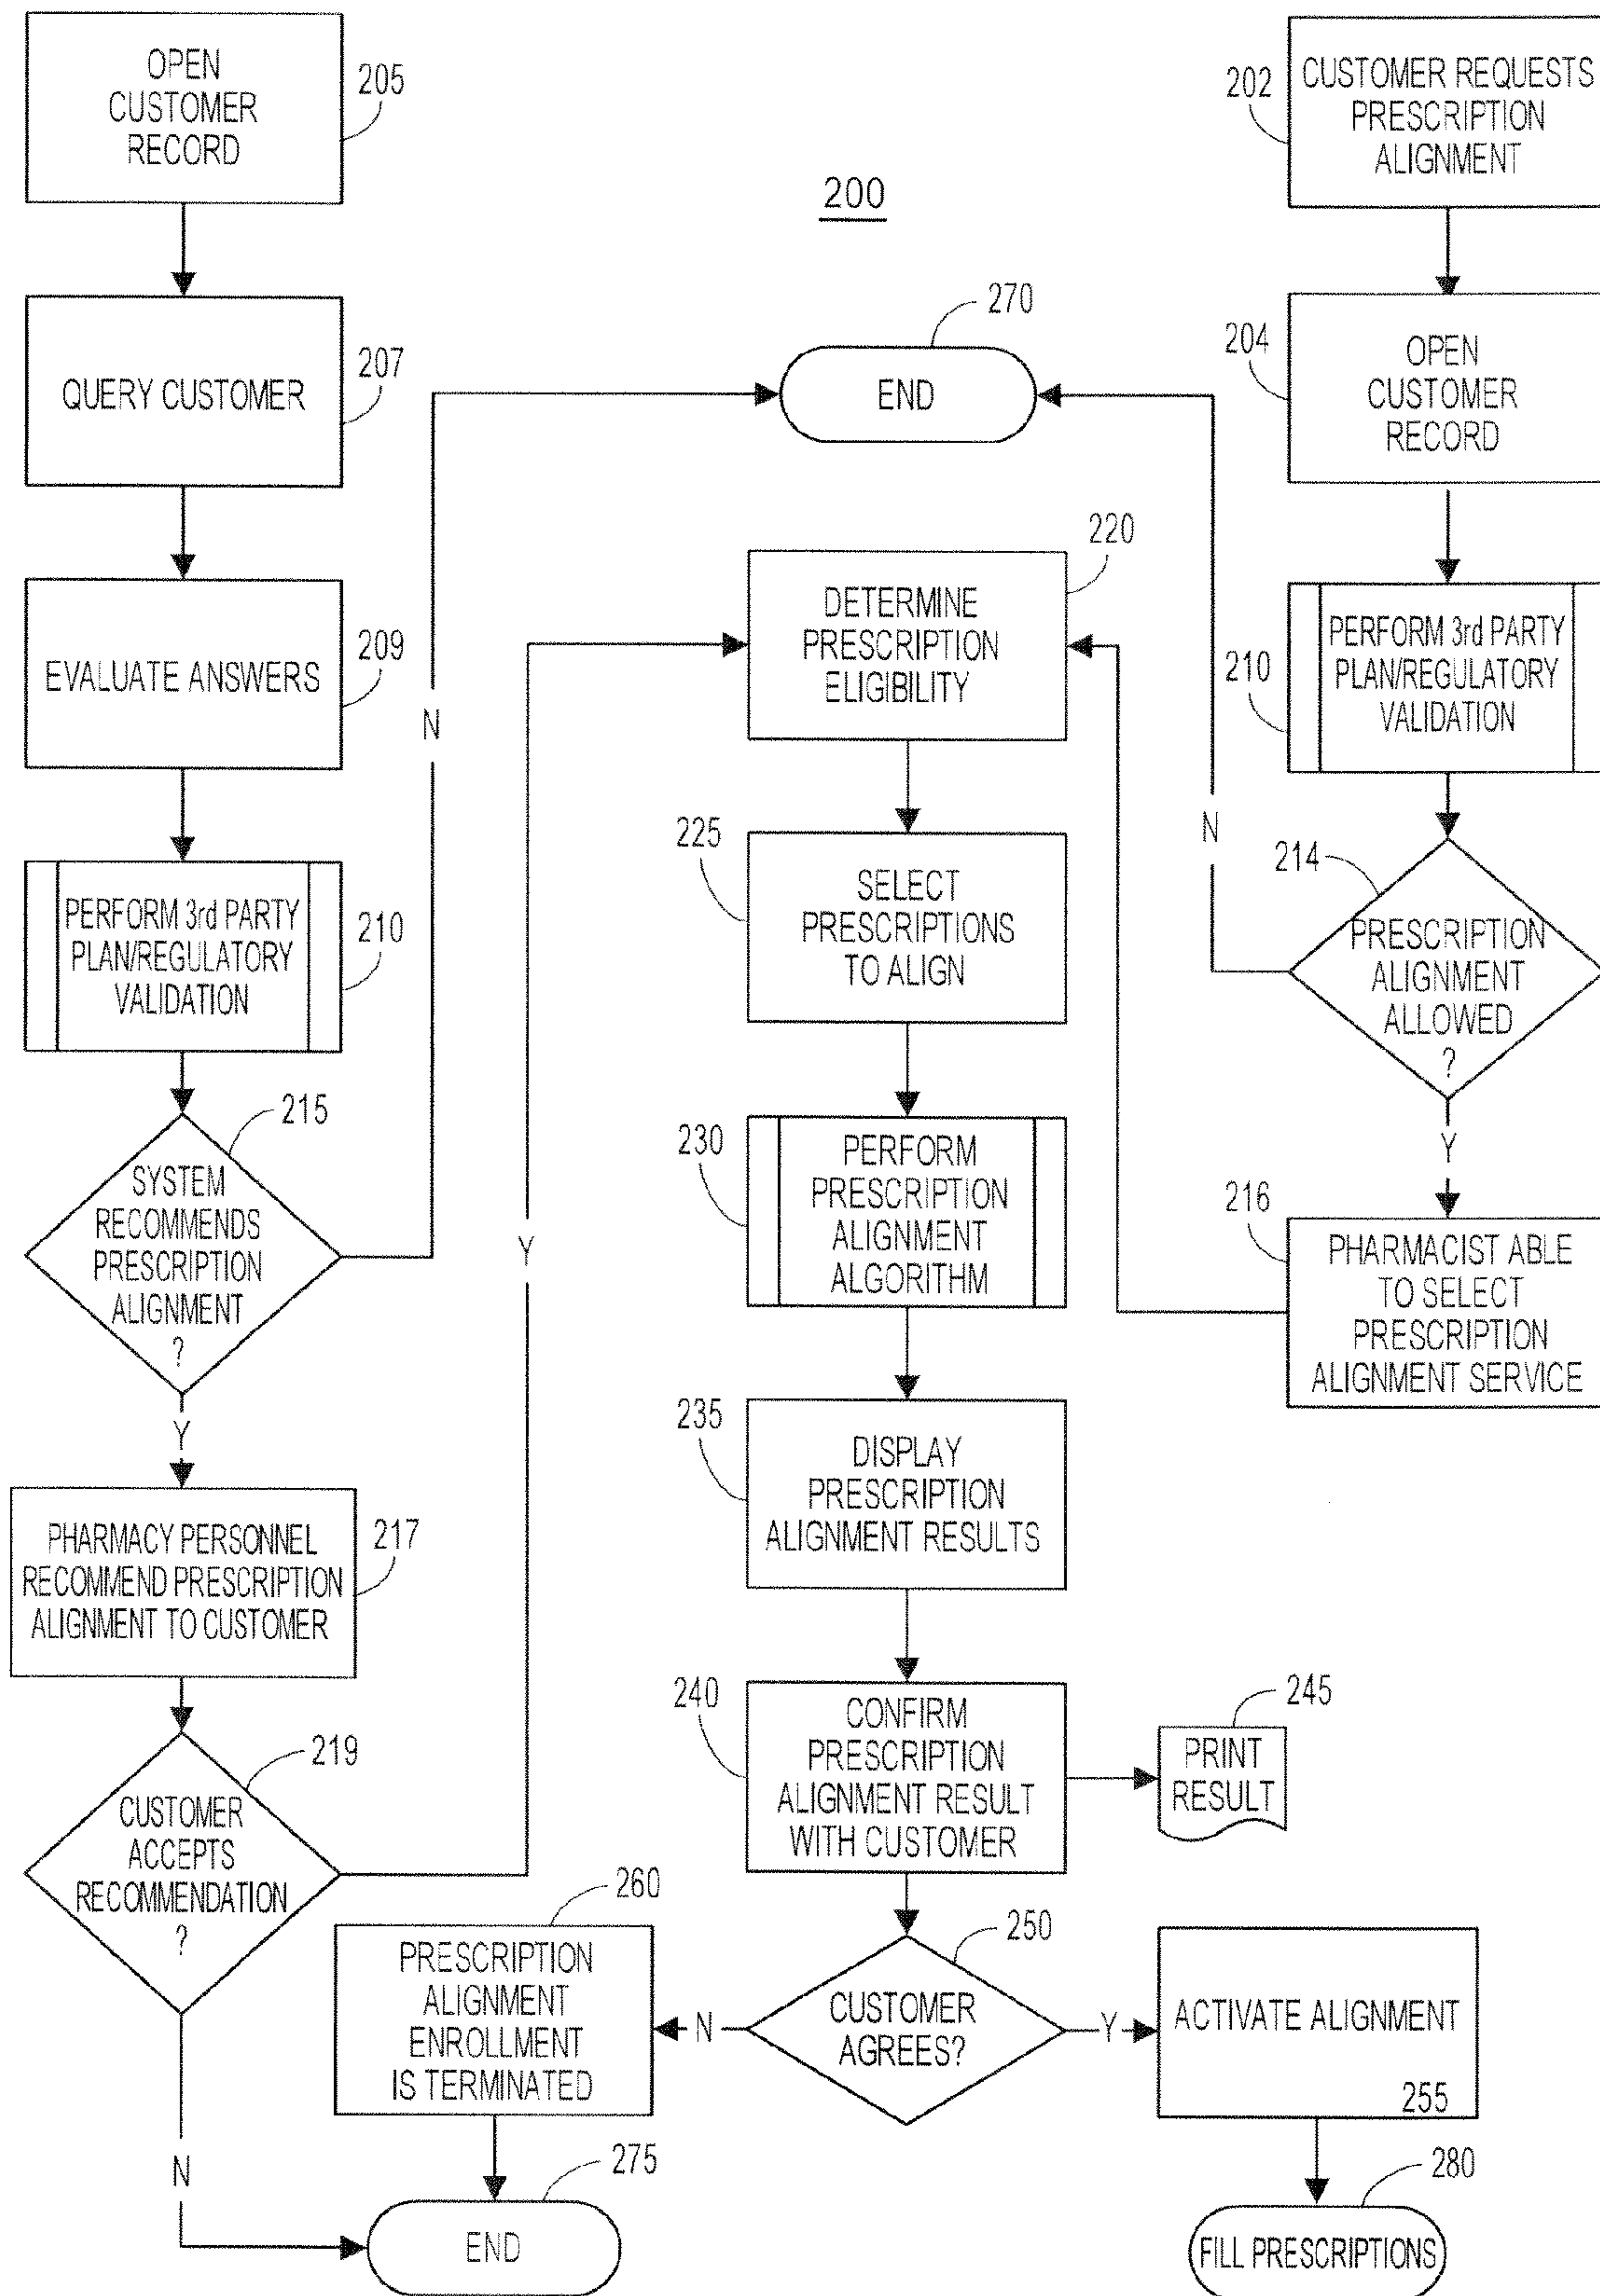 OPEN
CUSTOMER
RECORD
205
QUERY CUSTOMER
207
EVALUATE ANSWERS
209
PERFORM 3rd PARTY
PLAN/REGULATORY
VALIDATION
210
SYSTEM
RECOMMENDS
PRESCRIPTION
ALIGNMENT
?
215
N
Y
PHARMACY PERSONNEL
RECOMMEND PRESCRIPTION
ALIGNMENT TO CUSTOMER
217
CUSTOMER
ACCEPTS
RECOMMENDATION
?
219
Y
N
200
END
270
DETERMINE
PRESCRIPTION
ELIGIBILITY
220
225
SELECT
PRESCRIPTIONS
TO ALIGN
230
PERFORM
PRESCRIPTION
ALIGNMENT
ALGORITHM
235
DISPLAY
PRESCRIPTION
ALIGNMENT RESULTS
240
CONFIRM
PRESCRIPTION
ALIGNMENT RESULT
WITH CUSTOMER
245
PRINT
RESULT
250
CUSTOMER
AGREES?
N
Y
260
PRESCRIPTION
ALIGNMENT
ENROLLMENT
IS TERMINATED
275
END
ACTIVATE ALIGNMENT
255
280
FILL PRESCRIPTIONS
202
CUSTOMER REQUESTS
PRESCRIPTION
ALIGNMENT
204
OPEN
CUSTOMER
RECORD
210
PERFORM 3rd PARTY
PLAN/REGULATORY
VALIDATION
214
PRESCRIPTION
ALIGNMENT
ALLOWED
?
N
Y
216
PHARMACIST ABLE
TO SELECT
PRESCRIPTION
ALIGNMENT SERVICE